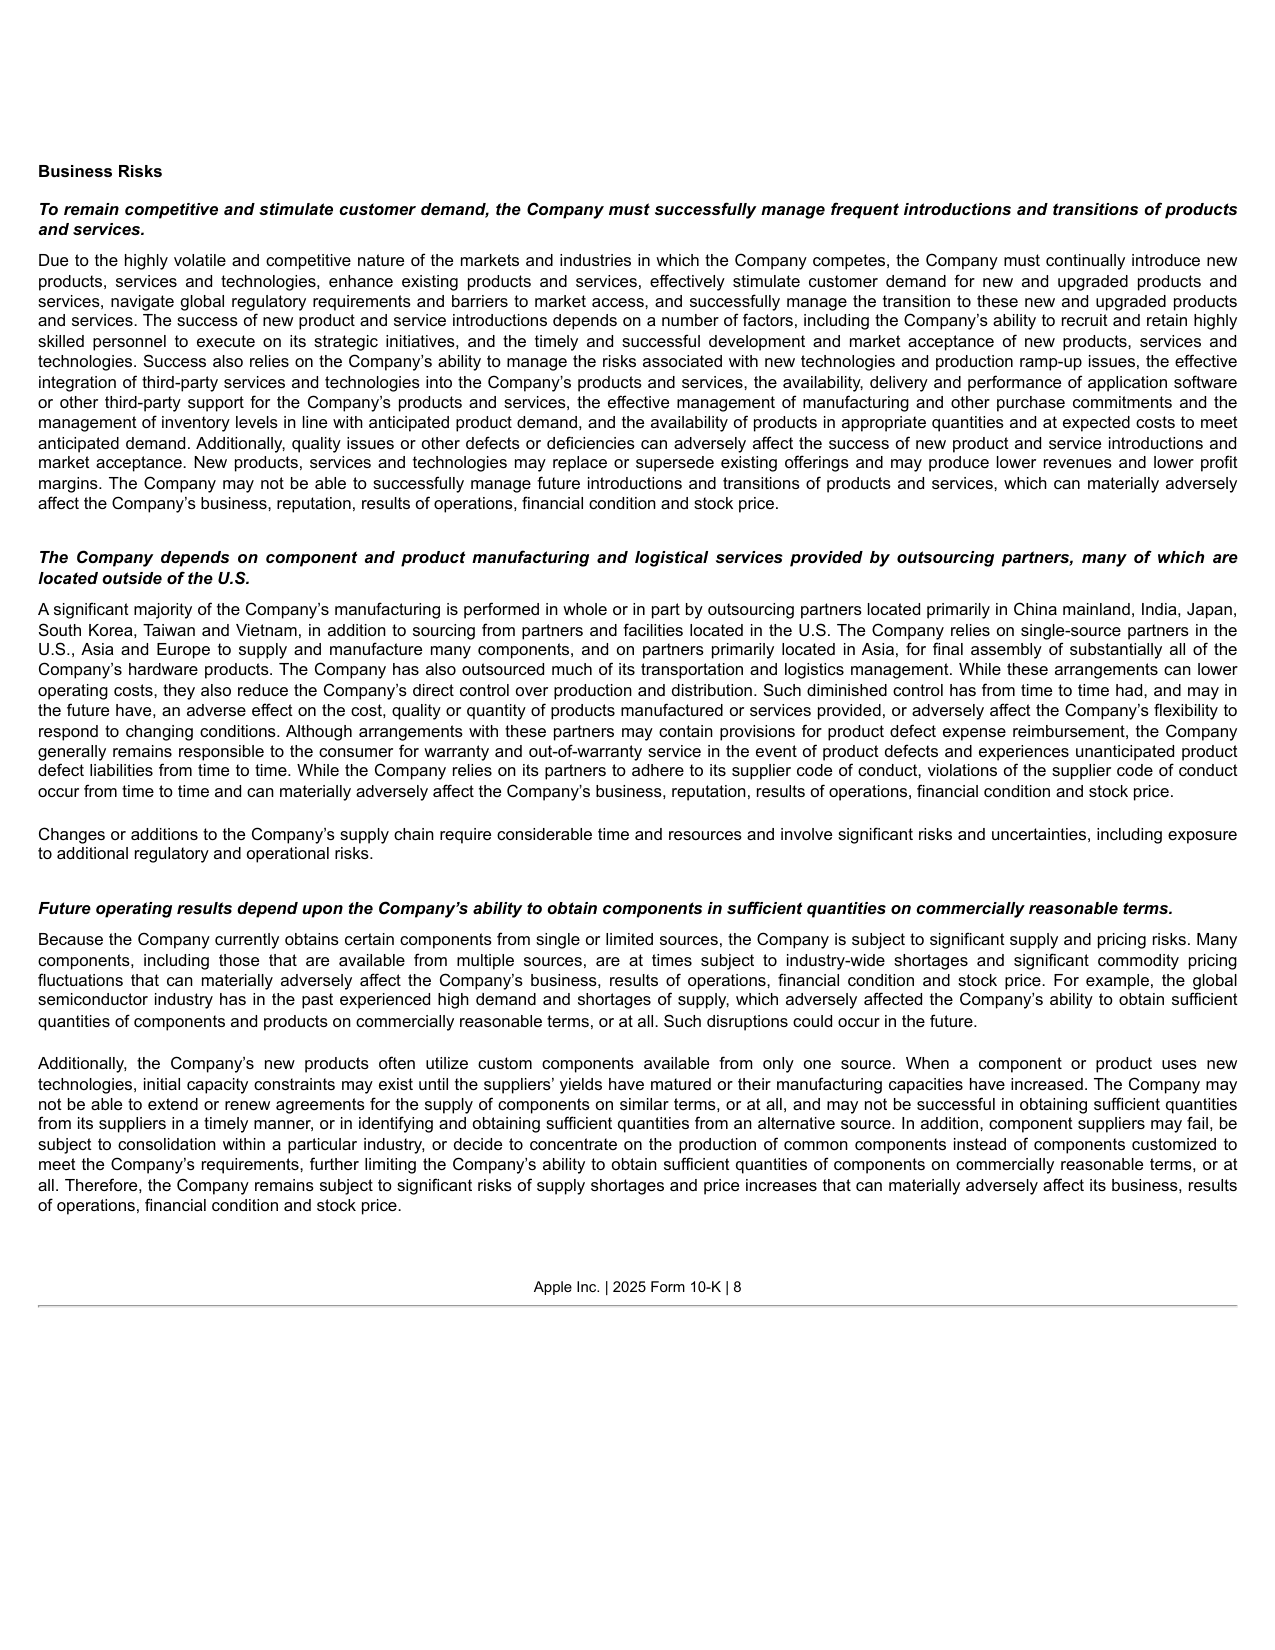 Business Risks
To remain competitive and stimulate customer demand, the Company must successfully manage frequent introductions and transitions of products
and services.
Due to the highly volatile and competitive nature of the markets and industries in which the Company competes, the Company must continually introduce new
products, services and technologies, enhance existing products and services, effectively stimulate customer demand for new and upgraded products and
services, navigate global regulatory requirements and barriers to market access, and successfully manage the transition to these new and upgraded products
and services. The success of new product and service introductions depends on a number of factors, including the Company’s ability to recruit and retain highly
skilled personnel to execute on its strategic initiatives, and the timely and successful development and market acceptance of new products, services and
technologies. Success also relies on the Company’s ability to manage the risks associated with new technologies and production ramp-up issues, the effective
integration of third-party services and technologies into the Company’s products and services, the availability, delivery and performance of application software
or other third-party support for the Company’s products and services, the effective management of manufacturing and other purchase commitments and the
management of inventory levels in line with anticipated product demand, and the availability of products in appropriate quantities and at expected costs to meet
anticipated demand. Additionally, quality issues or other defects or deficiencies can adversely affect the success of new product and service introductions and
market acceptance. New products, services and technologies may replace or supersede existing offerings and may produce lower revenues and lower profit
margins. The Company may not be able to successfully manage future introductions and transitions of products and services, which can materially adversely
affect the Company’s business, reputation, results of operations, financial condition and stock price.
The Company depends on component and product manufacturing and logistical services provided by outsourcing partners, many of which are
located outside of the U.S.
A significant majority of the Company’s manufacturing is performed in whole or in part by outsourcing partners located primarily in China mainland, India, Japan,
South Korea, Taiwan and Vietnam, in addition to sourcing from partners and facilities located in the U.S. The Company relies on single-source partners in the
U.S., Asia and Europe to supply and manufacture many components, and on partners primarily located in Asia, for final assembly of substantially all of the
Company’s hardware products. The Company has also outsourced much of its transportation and logistics management. While these arrangements can lower
operating costs, they also reduce the Company’s direct control over production and distribution. Such diminished control has from time to time had, and may in
the future have, an adverse effect on the cost, quality or quantity of products manufactured or services provided, or adversely affect the Company’s flexibility to
respond to changing conditions. Although arrangements with these partners may contain provisions for product defect expense reimbursement, the Company
generally remains responsible to the consumer for warranty and out-of-warranty service in the event of product defects and experiences unanticipated product
defect liabilities from time to time. While the Company relies on its partners to adhere to its supplier code of conduct, violations of the supplier code of conduct
occur from time to time and can materially adversely affect the Company’s business, reputation, results of operations, financial condition and stock price.
Changes or additions to the Company’s supply chain require considerable time and resources and involve significant risks and uncertainties, including exposure
to additional regulatory and operational risks.
Future operating results depend upon the Company’s ability to obtain components in sufficient quantities on commercially reasonable terms.
Because the Company currently obtains certain components from single or limited sources, the Company is subject to significant supply and pricing risks. Many
components, including those that are available from multiple sources, are at times subject to industry-wide shortages and significant commodity pricing
fluctuations that can materially adversely affect the Company’s business, results of operations, financial condition and stock price. For example, the global
semiconductor industry has in the past experienced high demand and shortages of supply, which adversely affected the Company’s ability to obtain sufficient
quantities of components and products on commercially reasonable terms, or at all. Such disruptions could occur in the future.
Additionally, the Company’s new products often utilize custom components available from only one source. When a component or product uses new
technologies, initial capacity constraints may exist until the suppliers’ yields have matured or their manufacturing capacities have increased. The Company may
not be able to extend or renew agreements for the supply of components on similar terms, or at all, and may not be successful in obtaining sufficient quantities
from its suppliers in a timely manner, or in identifying and obtaining sufficient quantities from an alternative source. In addition, component suppliers may fail, be
subject to consolidation within a particular industry, or decide to concentrate on the production of common components instead of components customized to
meet the Company’s requirements, further limiting the Company’s ability to obtain sufficient quantities of components on commercially reasonable terms, or at
all. Therefore, the Company remains subject to significant risks of supply shortages and price increases that can materially adversely affect its business, results
of operations, financial condition and stock price.
Apple Inc. | 2025 Form 10-K | 8